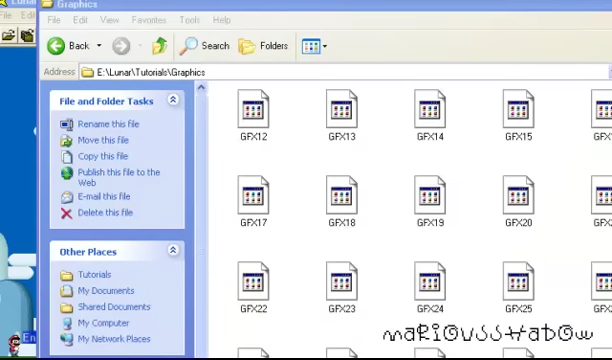 Lunar
Graphics
File Edit View Favorites Tools Help
Back Search Folders
Address E:\Lunar\Tutorials\Graphics
File and Folder Tasks
Rename this file
Move this file
Copy this file
Publish this file to the
Web
E-mail this file
Delete this file
Other Places
Tutorials
My Documents
Shared Documents
My Computer
My Network Places
GFX12 GFX13 GFX14 GFX15
GFX17 GFX18 GFX19 GFX20
GFX22 GFX23 GFX24 GFX25
MARIOVSSHADOW